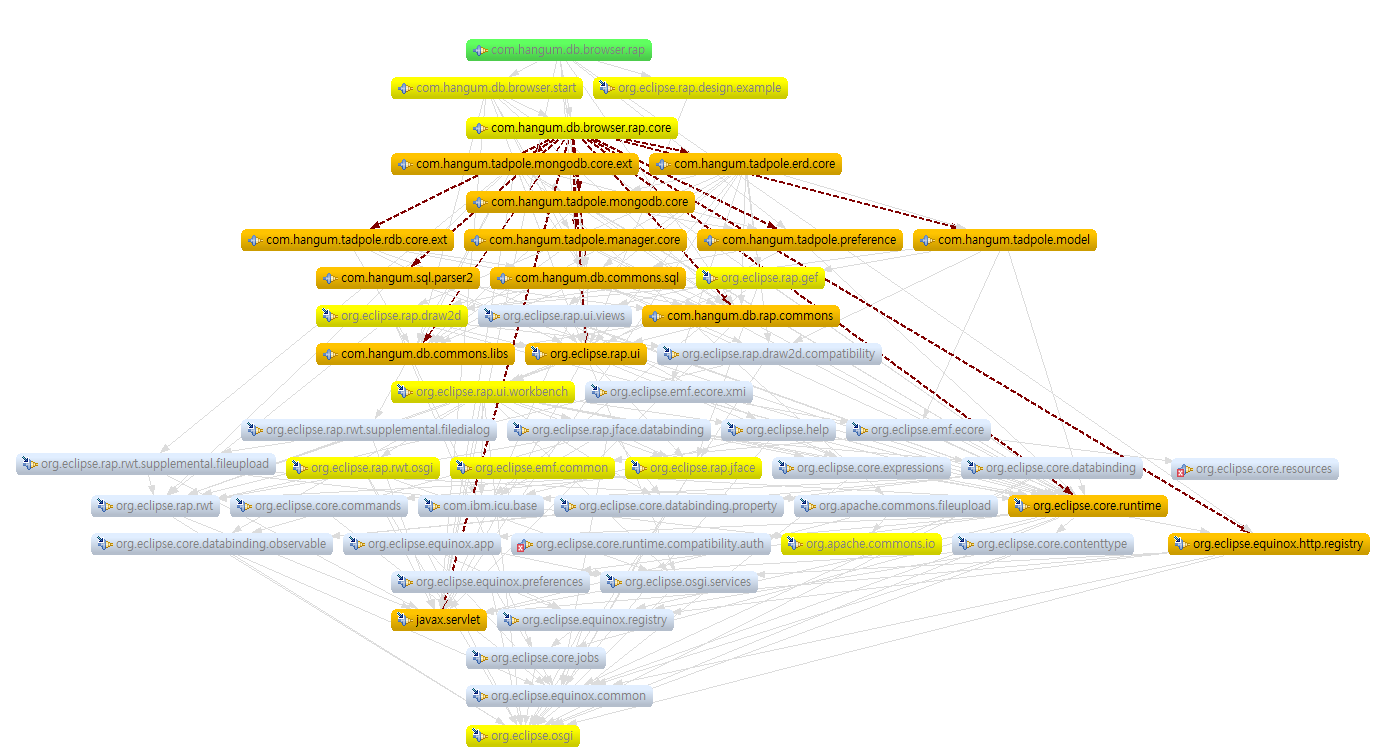 com.hangum.db.browser.rap
com.hangum.db.browser.start
org.eclipse.rap.design.example
com.hangum.db.browser.rap.core
com.hangum.tadpole.mongodb.core.ext
com.hangum.tadpole.erd.core
com.hangum.tadpole.mongodb.core
com.hangum.tadpole.rdb.core.ext
com.hangum.tadpole.manager.core
com.hangum.tadpole.preference
com.hangum.tadpole.model
com.hangum.sql.parser2
com.hangum.db.commons.sql
org.eclipse.rap.gef
org.eclipse.rap.draw2d
org.eclipse.rap.ui.views
com.hangum.db.rap.commons
com.hangum.db.commons.libs
org.eclipse.rap.ui
org.eclipse.rap.draw2d.compatibility
org.eclipse.rap.ui.workbench
org.eclipse.emf.ecore.xmi
org.eclipse.rap.rwt.supplemental.filedialog
org.eclipse.rap.jface.databinding
org.eclipse.help
org.eclipse.emf.ecore
org.eclipse.rap.rwt.supplemental.fileupload
org.eclipse.rap.rwt.osgi
org.eclipse.emf.common
org.eclipse.rap.jface
org.eclipse.core.expressions
org.eclipse.core.databinding
org.eclipse.core.resources
org.eclipse.rap.rwt
org.eclipse.core.commands
com.ibm.icu.base
org.eclipse.core.databinding.property
org.apache.commons.fileupload
org.eclipse.core.runtime
org.eclipse.core.databinding.observable
org.eclipse.equinox.app
org.eclipse.core.runtime.compatibility.auth
org.apache.commons.io
org.eclipse.core.contenttype
org.eclipse.equinox.http.registry
org.eclipse.equinox.preferences
org.eclipse.osgi.services
javax.servlet
org.eclipse.equinox.registry
org.eclipse.core.jobs
org.eclipse.equinox.common
org.eclipse.osgi